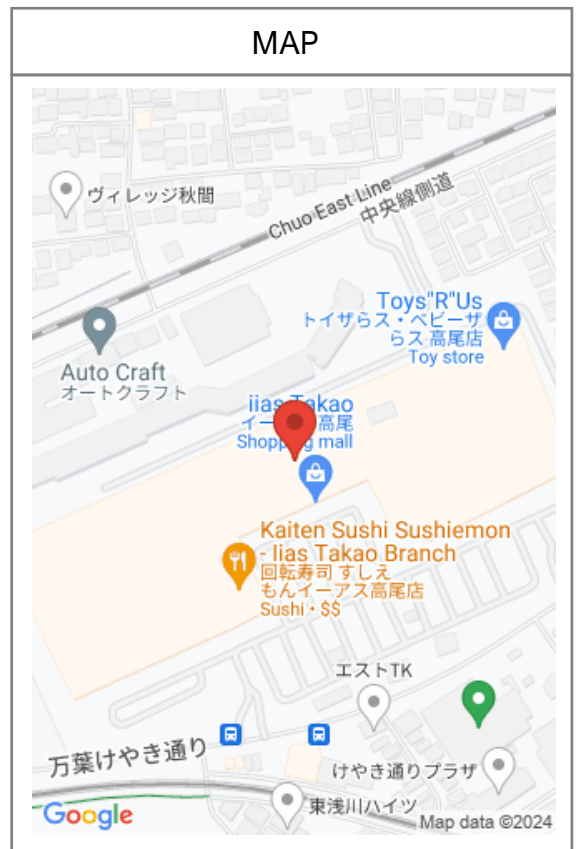 MAP
ヴィレッジ秋間
Chuo East Line
中央線側道
Toys"R"Us
トイザらス・ベビーザ
らス 高尾店
Toy store
Auto Craft
オートクラフト
iias Takao
高尾
mall
Kaiten Sushi Sushiemon
- Iias Takao Branch
回転寿司 すしえ
もんイーアス高尾店
Sushi • $$
エストTK
万葉けやき通り
けやき通りプラザ
東浅川ハイツ
Google
Map data ©2024